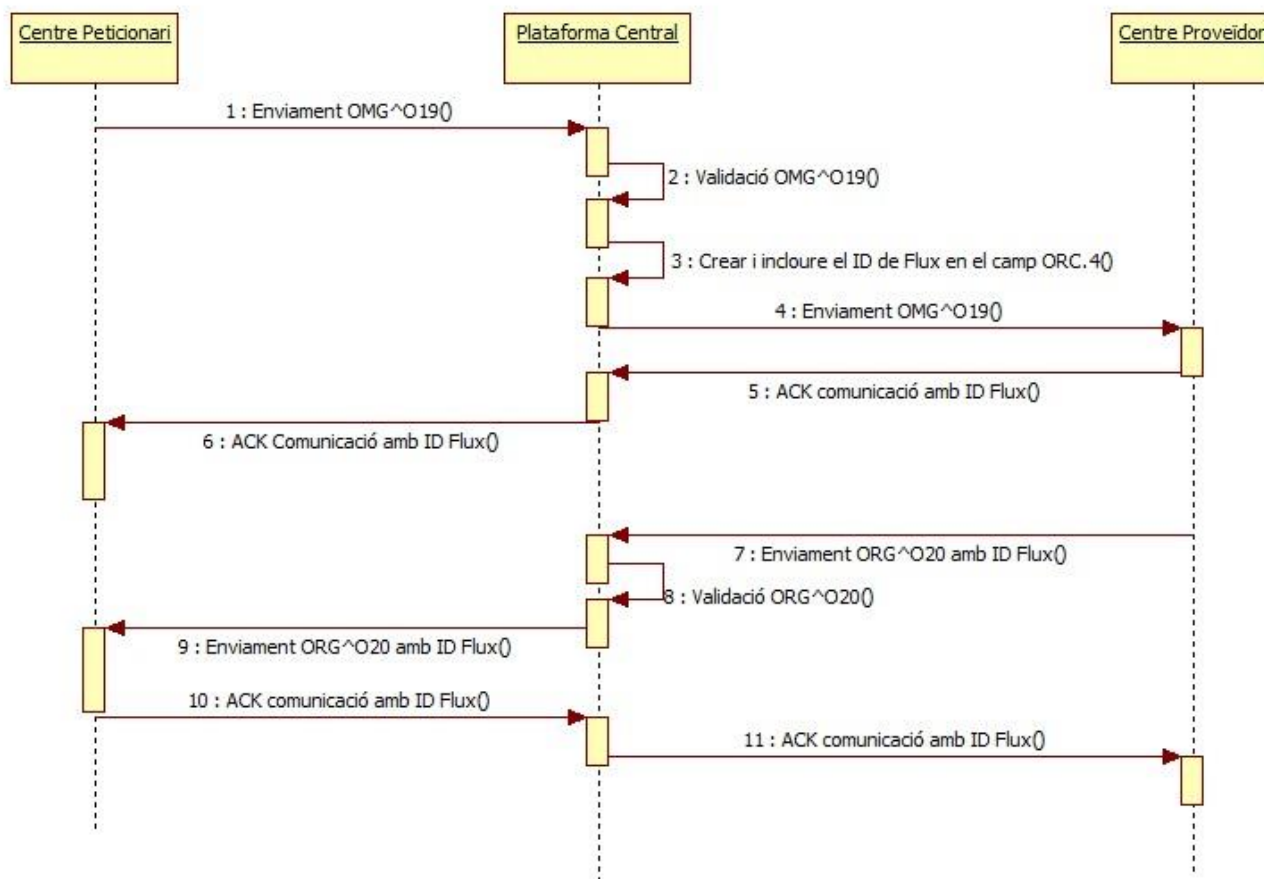 Centre Peticionari
Plataforma Central
Centre Proveïdor
1 : Enviament OMG^O19()
2 : Validació OMG^O19()
3 : Crear i incloure el ID de Flux en el camp ORC.4()
4 : Enviament OMG^O19()
5 : ACK comunicació amb ID Flux()
6 : ACK Comunicació amb ID Flux()
7 : Enviament ORG^O20 amb ID Flux()
8 : Validació ORG^O20()
9 : Enviament ORG^O20 amb ID Flux()
10 : ACK comunicació amb ID Flux()
11 : ACK comunicació amb ID Flux()